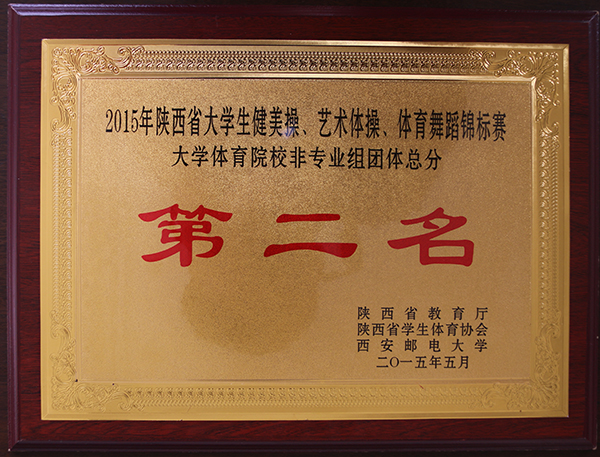 2015年陕西省大学生健美操、艺术体操、体育舞蹈锦标赛
大学体育院校非专业组团体总分
第二名
陕西省教育厅
陕西省学生体育协会
西安邮电大学
二〇一五年五月